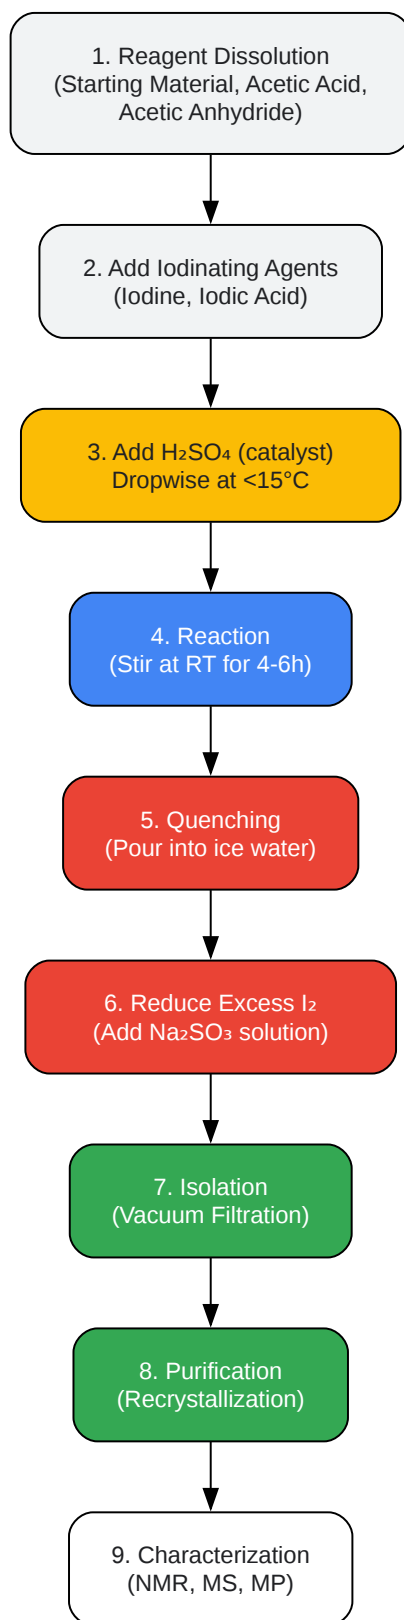 1. Reagent Dissolution
(Starting Material, Acetic Acid,
Acetic Anhydride)
2. Add Iodinating Agents
(Iodine, Iodic Acid)
3. Add H₂SO₄ (catalyst)
Dropwise at <15°C
4. Reaction
(Stir at RT for 4-6h)
5. Quenching
(Pour into ice water)
6. Reduce Excess I₂
(Add Na₂SO₃ solution)
7. Isolation
(Vacuum Filtration)
8. Purification
(Recrystallization)
9. Characterization
(NMR, MS, MP)